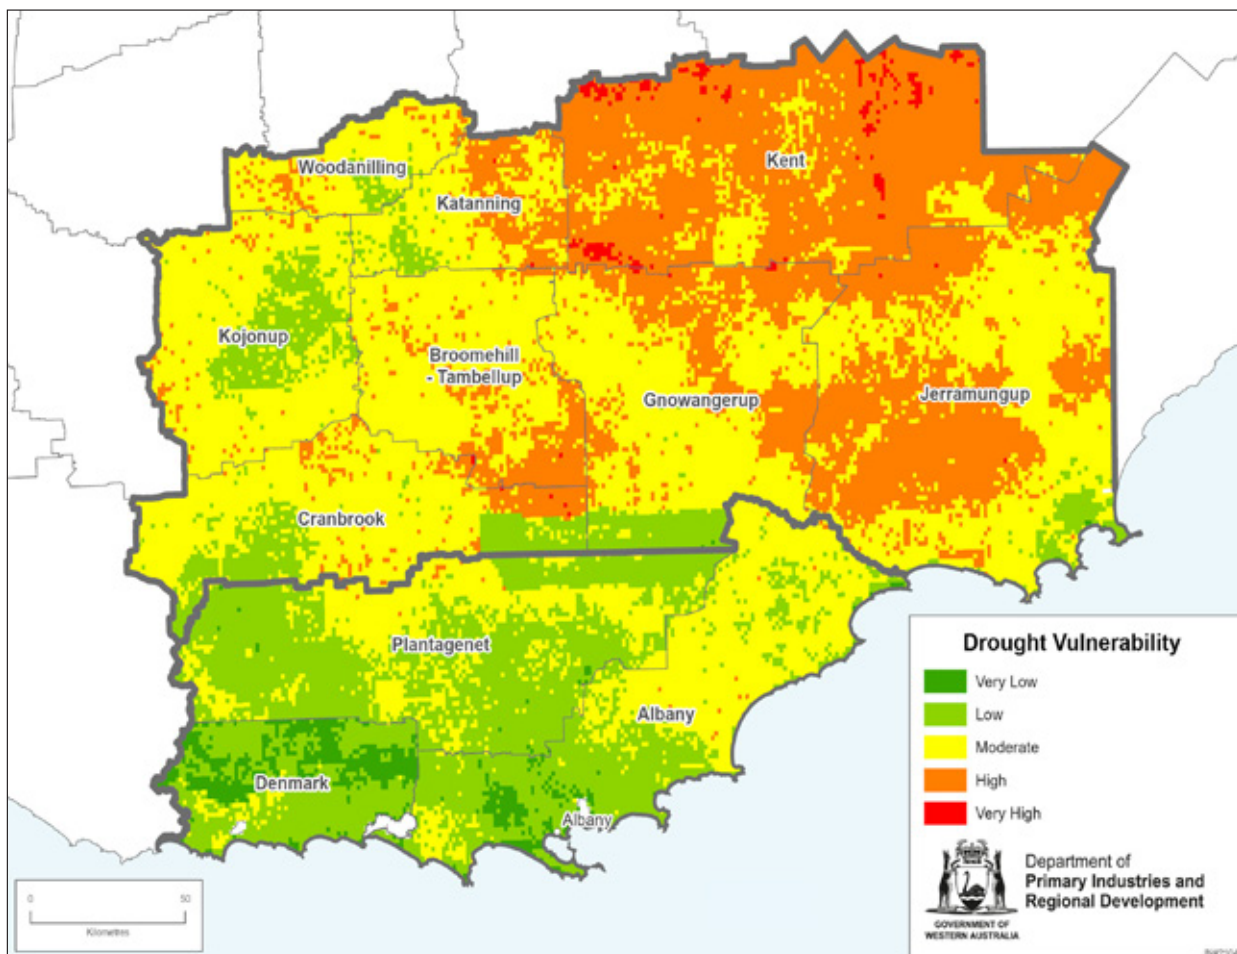 Woodanilling
Kent
Katanning
Kojonup
Broomehill
- Tambellup
Gnowangerup
Jerramungup
Cranbrook
Plantagenet
Albany
Denmark
Albany
Drought Vulnerability
Very Low
Low
Moderate
High
Very High
Department of
Primary Industries and
Regional Development
GOVERNMENT OF
WESTERN AUSTRALIA
0 50
Kilometres